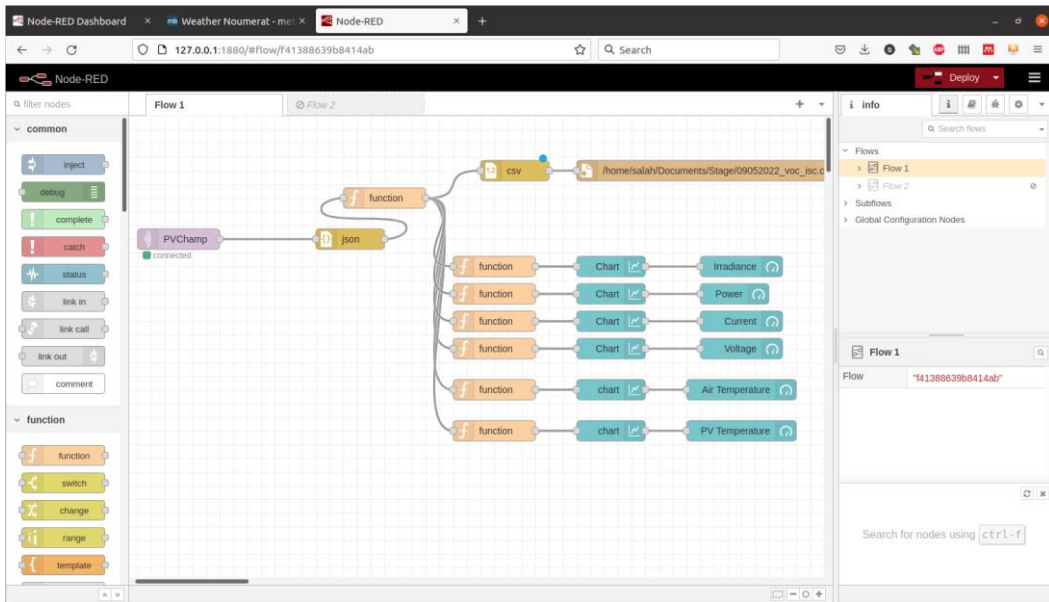 Node-RED Dashboard
Weather Noumerat - met
Node-RED
127.0.0.1:1880/#flow/f41388639b8414ab
Search
Node-RED
Deploy
filter nodes
Flow 1
Flow 2
info
Search flows
common
inject
debug
complete
catch
status
link in
link call
link out
comment
function
function
switch
change
range
template
PVChamp
connected
json
function
csv
/home/salah/Documents/Stage/09052022_voc_isc.c
function
Chart
Irradiance
function
Chart
Power
function
Chart
Current
function
Chart
Voltage
function
chart
Air Temperature
function
chart
PV Temperature
Flows
Flow 1
Flow 2
Subflows
Global Configuration Nodes
Flow 1
Flow
"f41388639b8414ab"
Search for nodes using ctrl-f